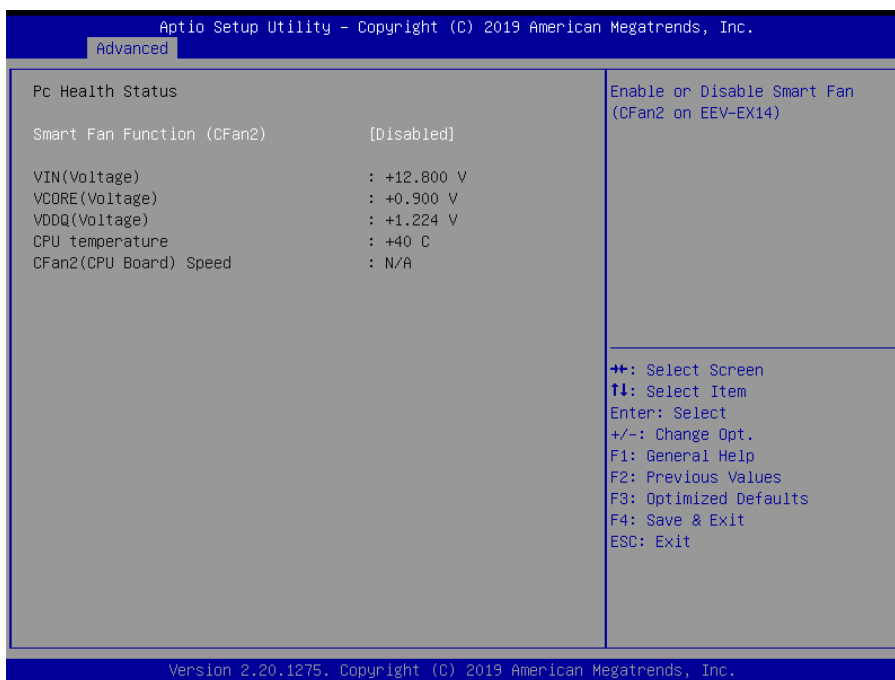 Aptio Setup Utility – Copyright (C) 2019 American Megatrends, Inc.
Advanced
Pc Health Status
Smart Fan Function (CFan2) [Disabled]
VIN(Voltage) : +12.800 V
VCORE(Voltage) : +0.900 V
VDDQ(Voltage) : +1.224 V
CPU temperature : +40 C
CFan2(CPU Board) Speed : N/A
Enable or Disable Smart Fan
(CFan2 on EEV-EX14)
→←: Select Screen
↑↓: Select Item
Enter: Select
+/-: Change Opt.
F1: General Help
F2: Previous Values
F3: Optimized Defaults
F4: Save & Exit
ESC: Exit
Version 2.20.1275. Copyright (C) 2019 American Megatrends, Inc.